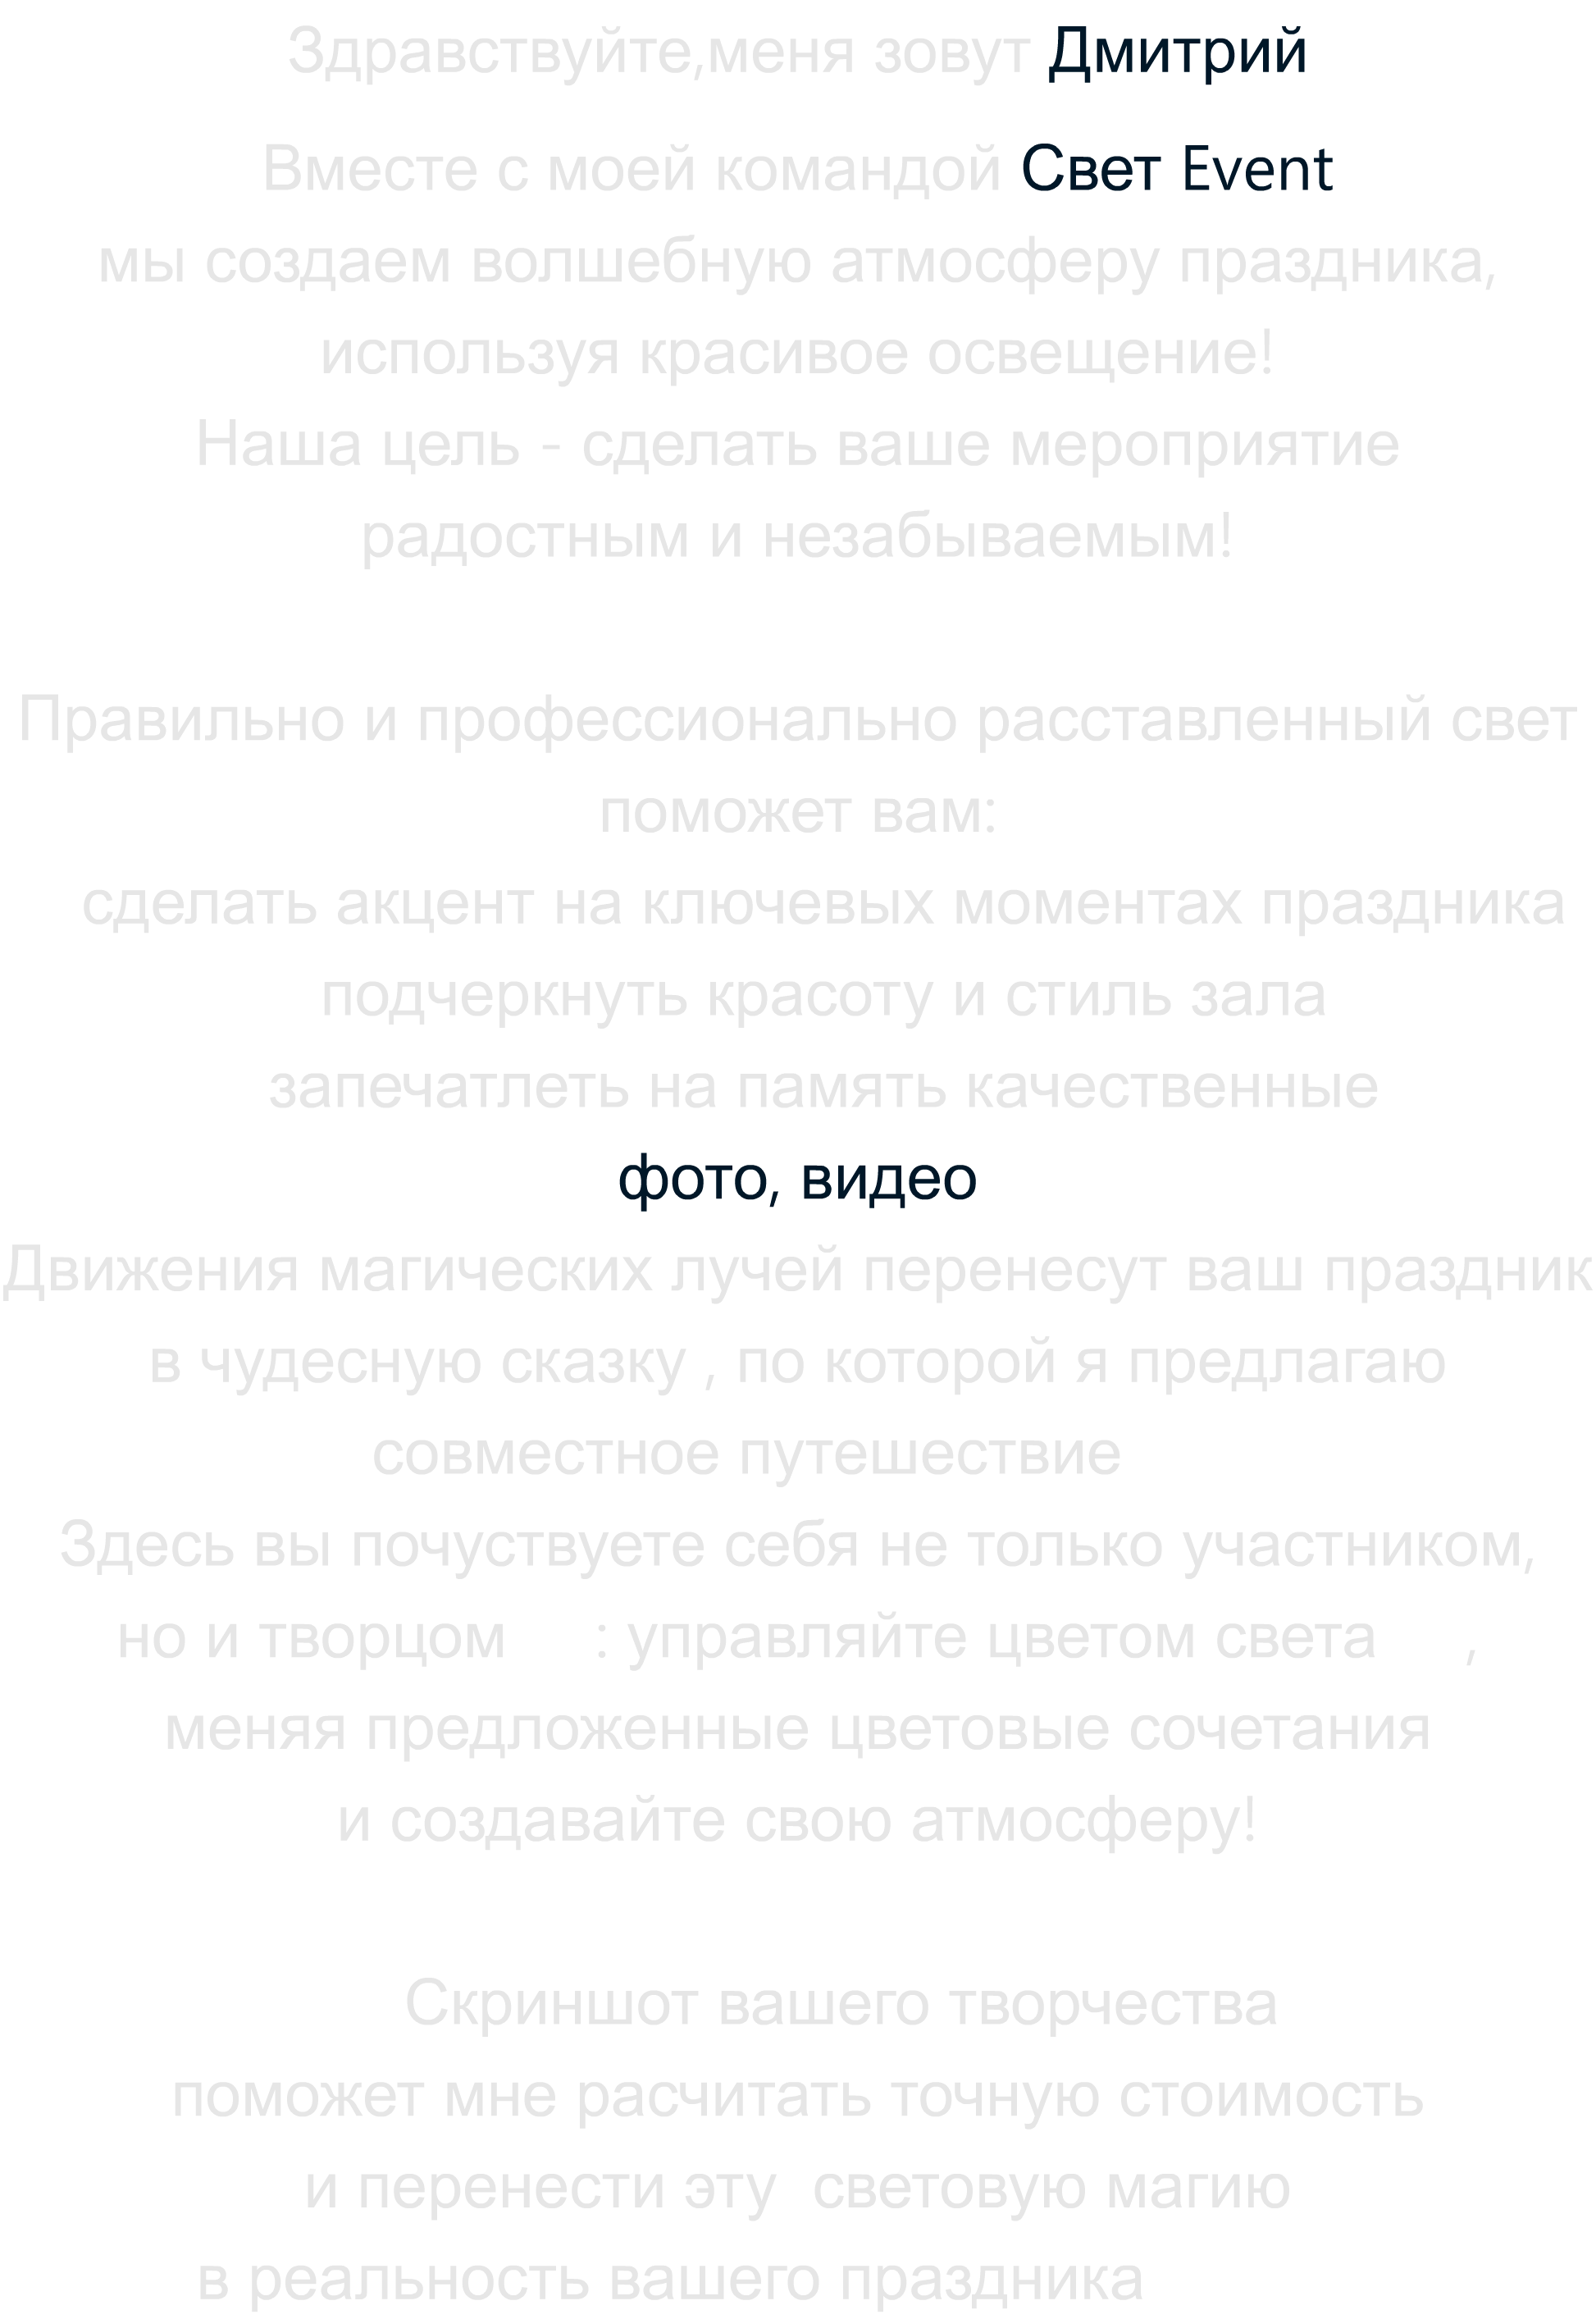 Здравствуйте,меня зовут Дмитрий
Вместе с моей командой Свет Event
мы создаем волшебную атмосферу праздника,
используя красивое освещение!
Наша цель - сделать ваше мероприятие
радостным и незабываемым!
Правильно и профессионально расставленный свет
поможет вам:
сделать акцент на ключевых моментах праздника
подчеркнуть красоту и стиль зала
запечатлеть на память качественные
фото, видео
Движения магических лучей перенесут ваш праздник
в чудесную сказку , по которой я предлагаю
совместное путешествие
Здесь вы почуствуете себя не только участником,
но и творцом : управляйте цветом света ,
меняя предложенные цветовые сочетания
и создавайте свою атмосферу!
Скриншот вашего творчества
поможет мне расчитать точную стоимость
и перенести эту световую магию
в реальность вашего праздника